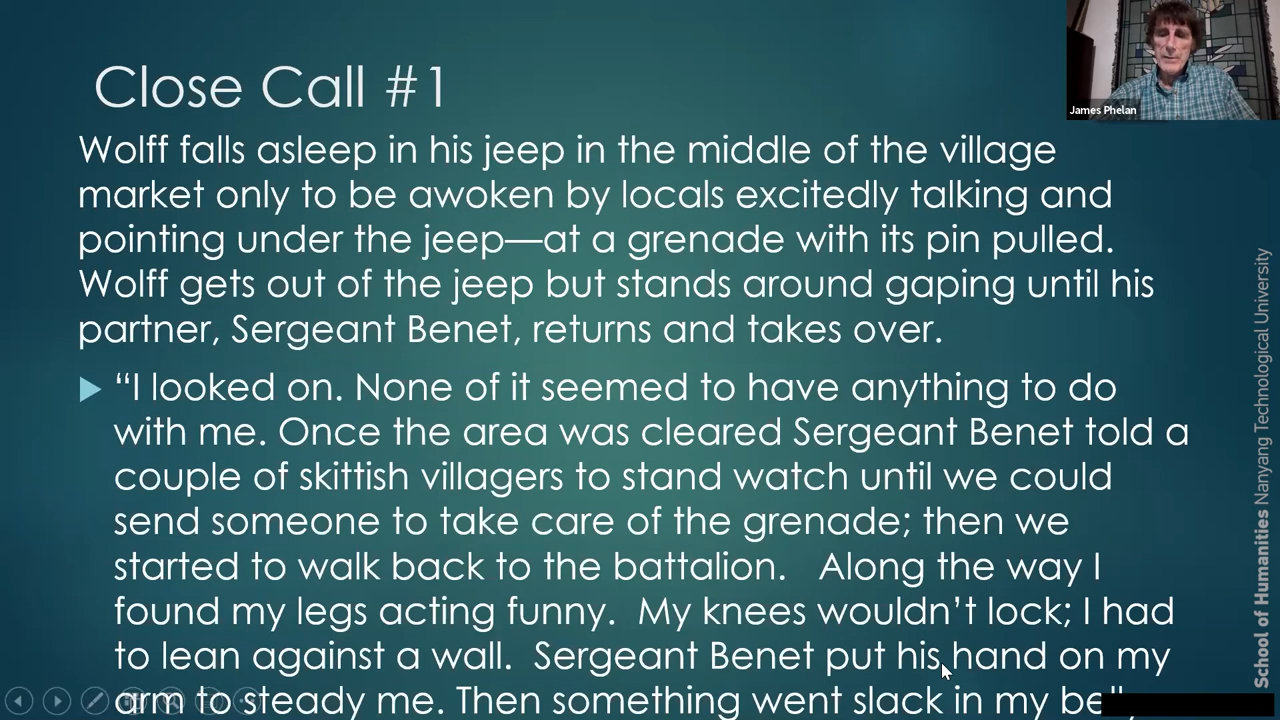 Close Call #1
James Phelan
Wolff falls asleep in his jeep in the middle of the village
market only to be awoken by locals excitedly talking and
pointing under the jeep—at a grenade with its pin pulled.
Wolff gets out of the jeep but stands around gaping until his
partner, Sergeant Benet, returns and takes over.
“I looked on. None of it seemed to have anything to do
with me. Once the area was cleared Sergeant Benet told a
couple of skittish villagers to stand watch until we could
send someone to take care of the grenade; then we
started to walk back to the battalion. Along the way I
found my legs acting funny. My knees wouldn’t lock; I had
to lean against a wall. Sergeant Benet put his hand on my
arm to steady me. Then something went slack in my
School of Humanities Nanyang Technological University